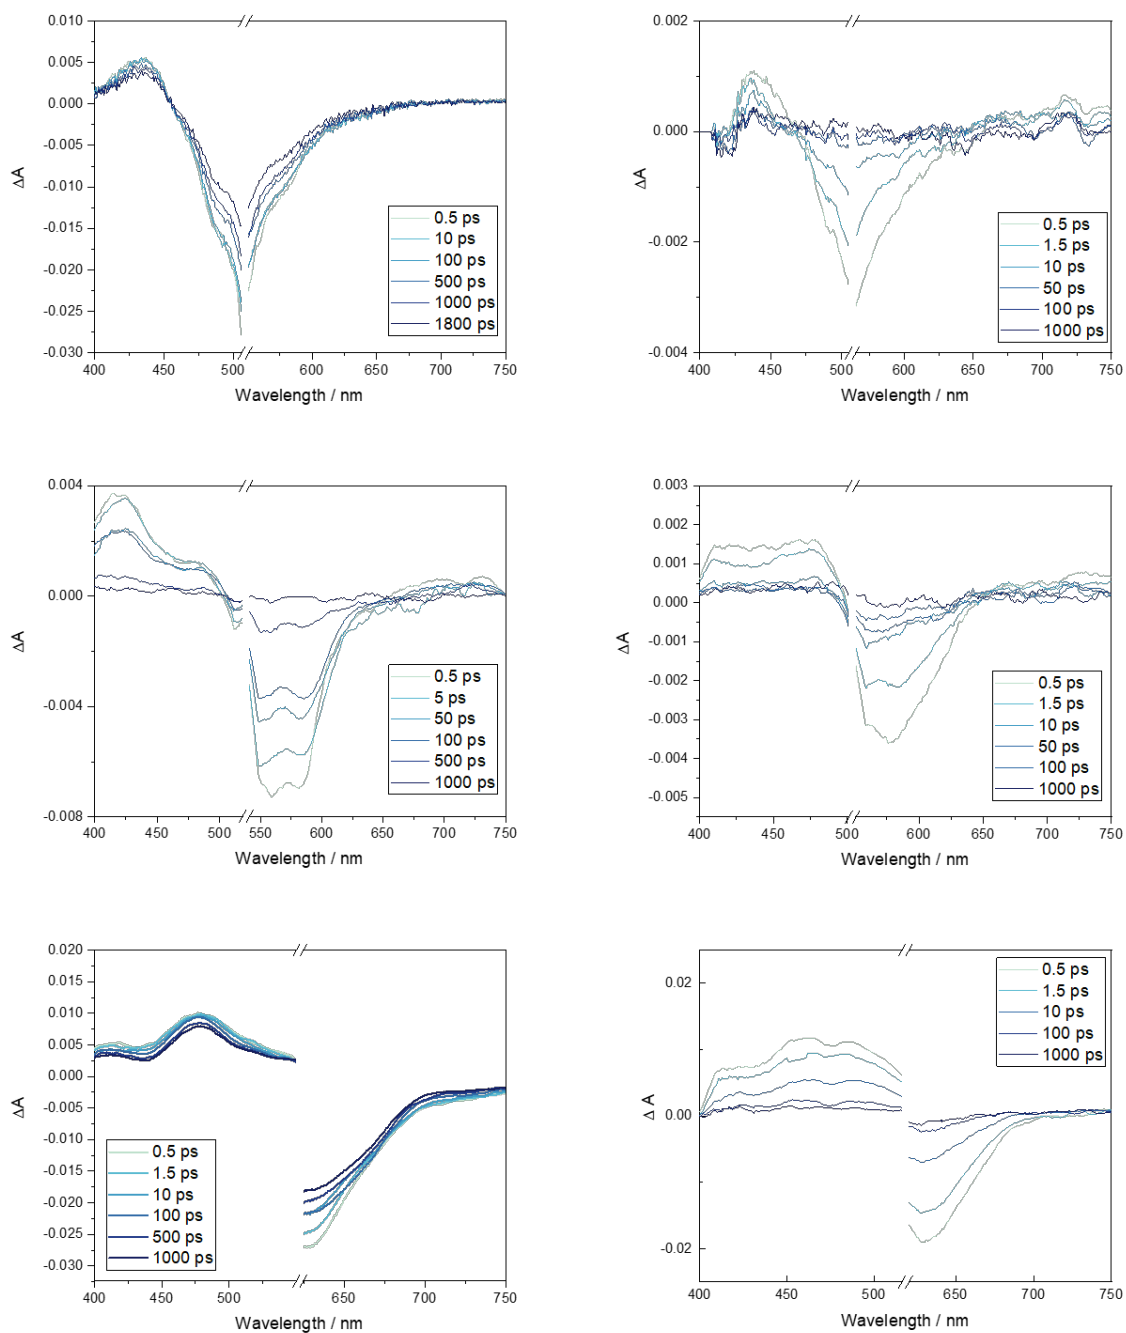 0.010
0.005
0.000
-0.005
-0.010
-0.015
-0.020
-0.025
-0.030
ΔA
400 450 500 600 650 700 750
Wavelength / nm
0.5 ps
10 ps
100 ps
500 ps
1000 ps
1800 ps
0.002
0.000
-0.002
-0.004
ΔA
400 450 500 600 650 700 750
Wavelength / nm
0.5 ps
1.5 ps
10 ps
50 ps
100 ps
1000 ps
0.004
0.000
-0.004
-0.008
ΔA
400 450 500 550 600 650 700 750
Wavelength / nm
0.5 ps
5 ps
50 ps
100 ps
500 ps
1000 ps
0.003
0.002
0.001
0.000
-0.001
-0.002
-0.003
-0.004
-0.005
ΔA
400 450 500 600 650 700 750
Wavelength / nm
0.5 ps
1.5 ps
10 ps
50 ps
100 ps
1000 ps
0.020
0.015
0.010
0.005
0.000
-0.005
-0.010
-0.015
-0.020
-0.025
-0.030
ΔA
400 450 500 650 700 750
Wavelength / nm
0.5 ps
1.5 ps
10 ps
100 ps
500 ps
1000 ps
0.02
0.00
-0.02
Δ A
400 450 500 650 700 750
Wavelength / nm
0.5 ps
1.5 ps
10 ps
100 ps
1000 ps